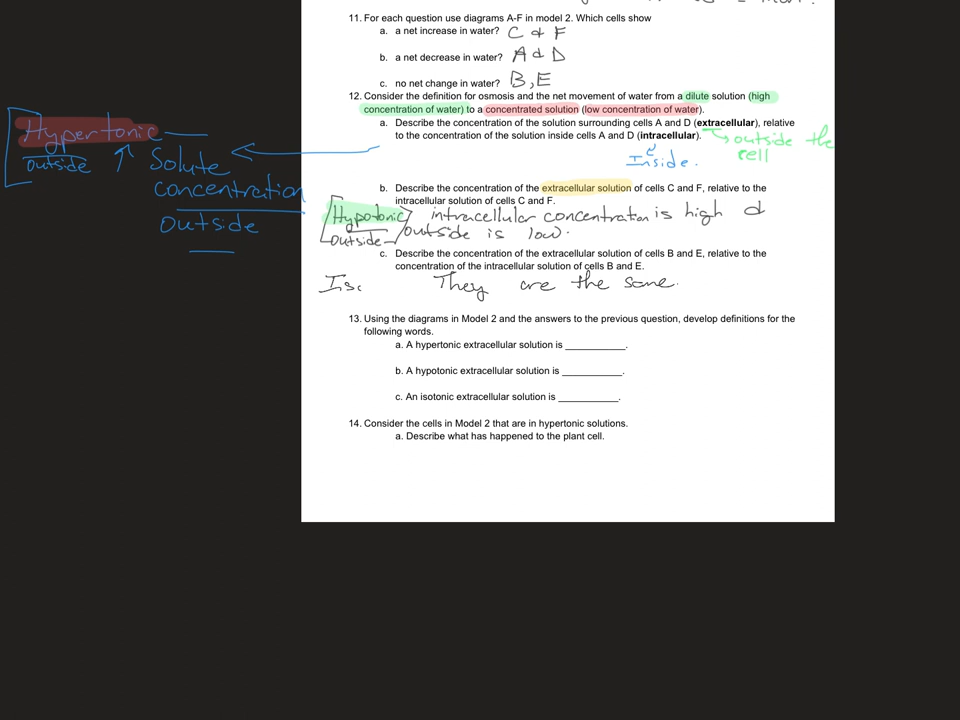 11. For each question use diagrams A-F in model 2. Which cells show
a. a net increase in water? C & F
b. a net decrease in water? A & D
c. no net change in water? B, E
12. Consider the definition for osmosis and the net movement of water from a dilute solution (high
concentration of water) to a concentrated solution (low concentration of water).
a. Describe the concentration of the solution surrounding cells A and D (extracellular), relative
to the concentration of the solution inside cells A and D (intracellular).
outside the
cell
Inside.
Hypertonic
outside ↑ Solute
concentration
outside
b. Describe the concentration of the extracellular solution of cells C and F, relative to the
intracellular solution of cells C and F.
Hypotonic intracellular concentration is high &
outside outside is low.
c. Describe the concentration of the extracellular solution of cells B and E, relative to the
concentration of the intracellular solution of cells B and E.
They are the same.
13. Using the diagrams in Model 2 and the answers to the previous question, develop definitions for the
following words.
a. A hypertonic extracellular solution is ___________.
b. A hypotonic extracellular solution is ___________.
c. An isotonic extracellular solution is ___________.
14. Consider the cells in Model 2 that are in hypertonic solutions.
a. Describe what has happened to the plant cell.